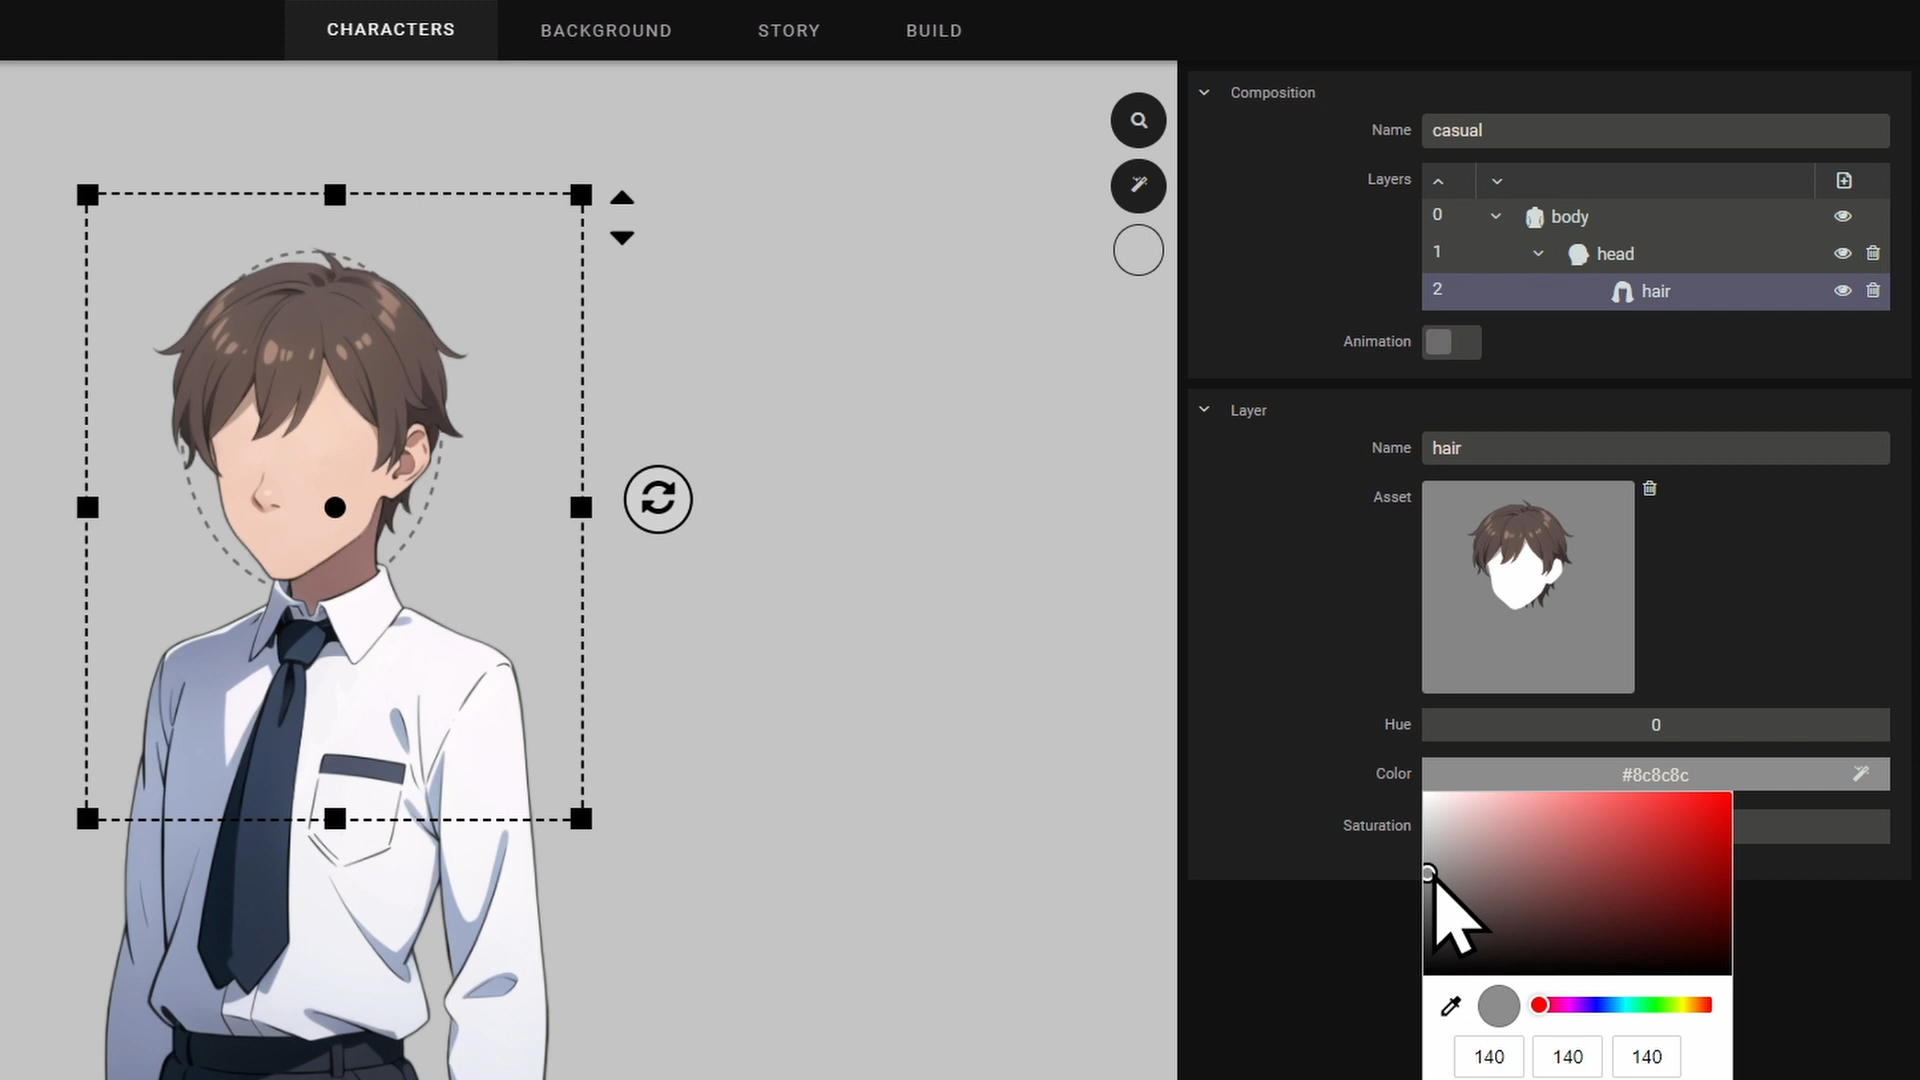 CHARACTERS BACKGROUND STORY BUILD
Composition
Name casual
Layers
0 body
1 head
2 hair
Animation
Layer
Name hair
Asset
Hue 0
Color #8c8c8c
Saturation
140 140 140